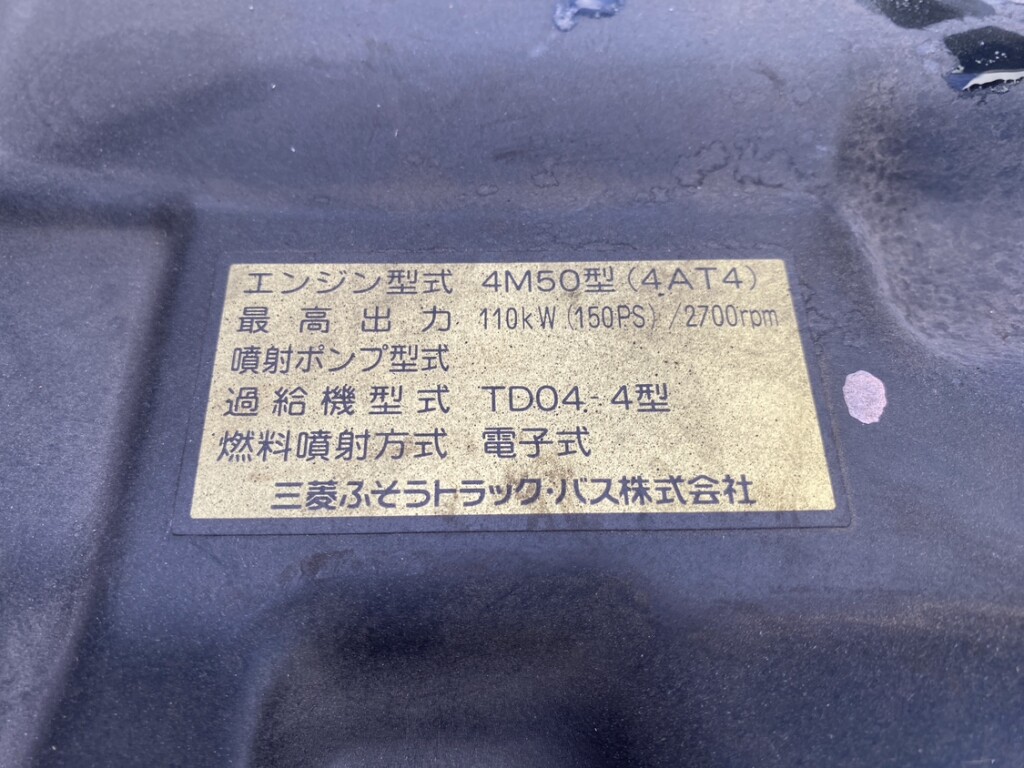 エンジン型式 4M50型(4AT4)
最高出力 110kW(150PS)/2700rpm
噴射ポンプ型式
過給機型式 TD04-4型
燃料噴射方式 電子式
三菱ふそうトラック・バス株式会社